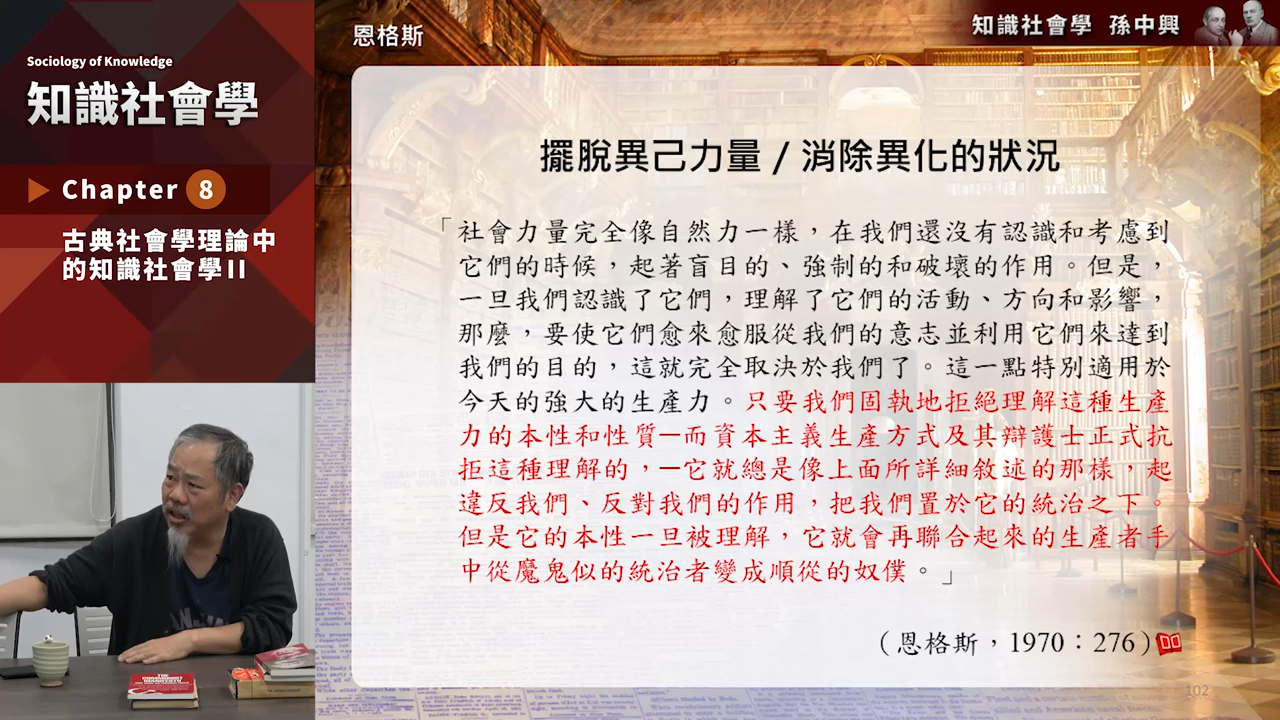 Sociology of Knowledge
知識社會學
Chapter 8
古典社會學理論中
的知識社會學II
恩格斯
知識社會學 孫中興
擺脫異己力量 / 消除異化的狀況
「社會力量完全像自然力一樣，在我們還沒有認識和考慮到
它們的時候，起著盲目的、強制的和破壞的作用。但是，
一旦我們認識了它們，理解了它們的活動、方向和影響，
那麼，要使它們愈來愈服從我們的意志並利用它們來達到
我們的目的，這就完全取決於我們了。這一點特別適用於
今天的強大的生產力。只要我們固執地拒絕理解這種生產
力的本性和性質—而資本主義生產方式及其辯護士正式抗
拒這種理解的，—它就總是像上面所詳細敘述的那樣，起
違反我們、反對我們的作用，把我們置於它的統治之下。
但是它的本性一旦被理解，它就會再聯合起來的生產者手
中從魔鬼似的統治者變成順從的奴僕。」
（恩格斯，1970：276）
102
THE COMMUNIST
MANIFESTO